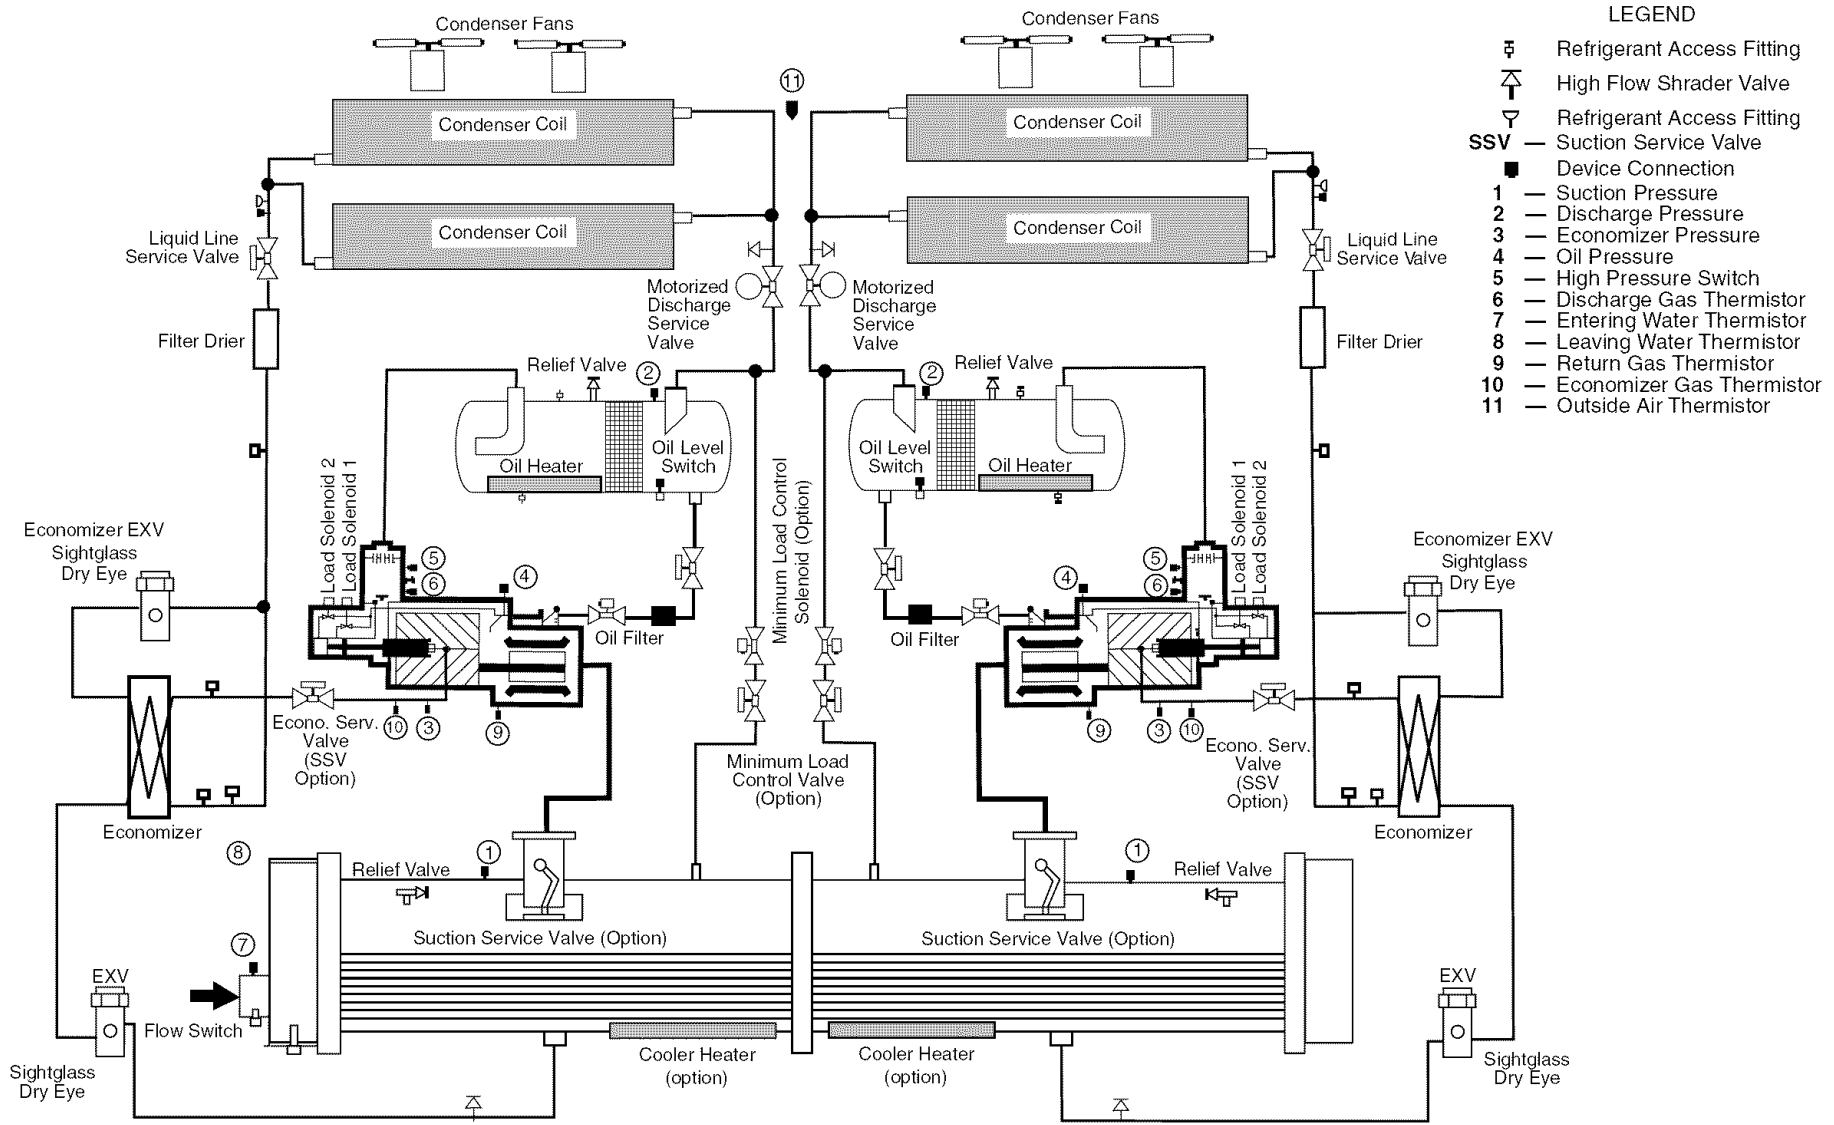 Condenser Fans
Condenser Fans
LEGEND
Refrigerant Access Fitting
High Flow Shrader Valve
Refrigerant Access Fitting
SSV — Suction Service Valve
Device Connection
1 — Suction Pressure
2 — Discharge Pressure
3 — Economizer Pressure
4 — Oil Pressure
5 — High Pressure Switch
6 — Discharge Gas Thermistor
7 — Entering Water Thermistor
8 — Leaving Water Thermistor
9 — Return Gas Thermistor
10 — Economizer Gas Thermistor
11 — Outside Air Thermistor
11
Condenser Coil
Condenser Coil
Condenser Coil
Condenser Coil
Liquid Line
Service Valve
Liquid Line
Service Valve
Motorized
Discharge
Service
Valve
Motorized
Discharge
Service
Valve
Filter Drier
Filter Drier
Relief Valve
2
2
Relief Valve
Oil Level
Switch
Oil Heater
Oil Level
Switch
Oil Heater
Load Solenoid 2
Load Solenoid 1
Minimum Load Control
Solenoid (Option)
Load Solenoid 1
Load Solenoid 2
Economizer EXV
Sightglass
Dry Eye
Economizer EXV
Sightglass
Dry Eye
5
6
4
4
5
6
Oil Filter
Oil Filter
Econo. Serv.
Valve
(SSV
Option)
10
3
9
9
3
10
Econo. Serv.
Valve
(SSV
Option)
Minimum Load
Control Valve
(Option)
Economizer
Economizer
8
Relief Valve
1
1
Relief Valve
Suction Service Valve (Option)
Suction Service Valve (Option)
7
EXV
EXV
Flow Switch
Cooler Heater
(option)
Cooler Heater
(option)
Sightglass
Dry Eye
Sightglass
Dry Eye